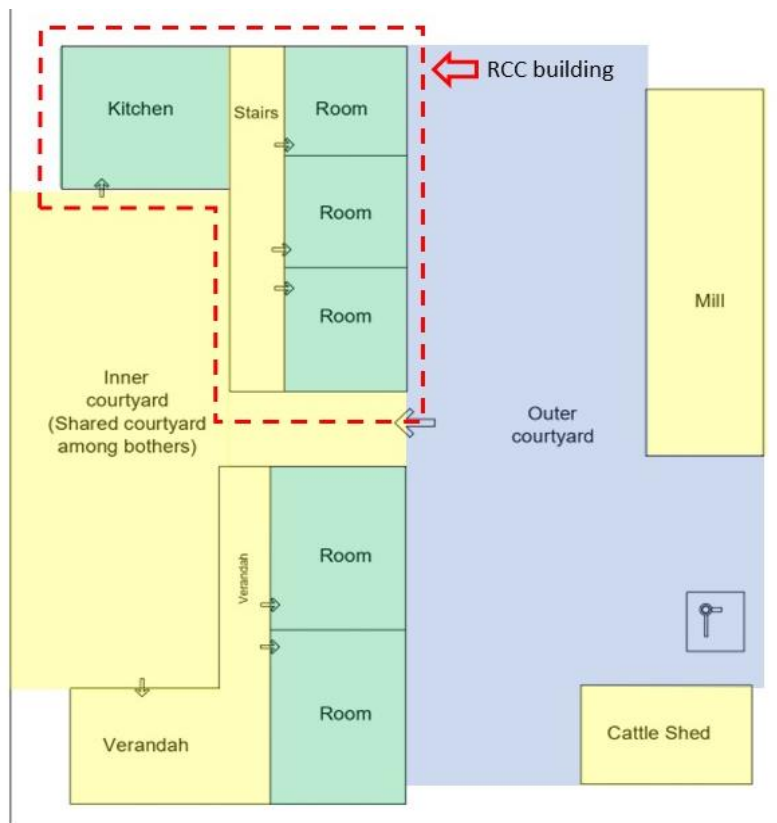 RCC building
Kitchen
Stairs
Room
Room
Room
Mill
Inner
courtyard
(Shared courtyard
among bothers)
Outer
courtyard
Verandah
Room
Room
Verandah
Cattle Shed